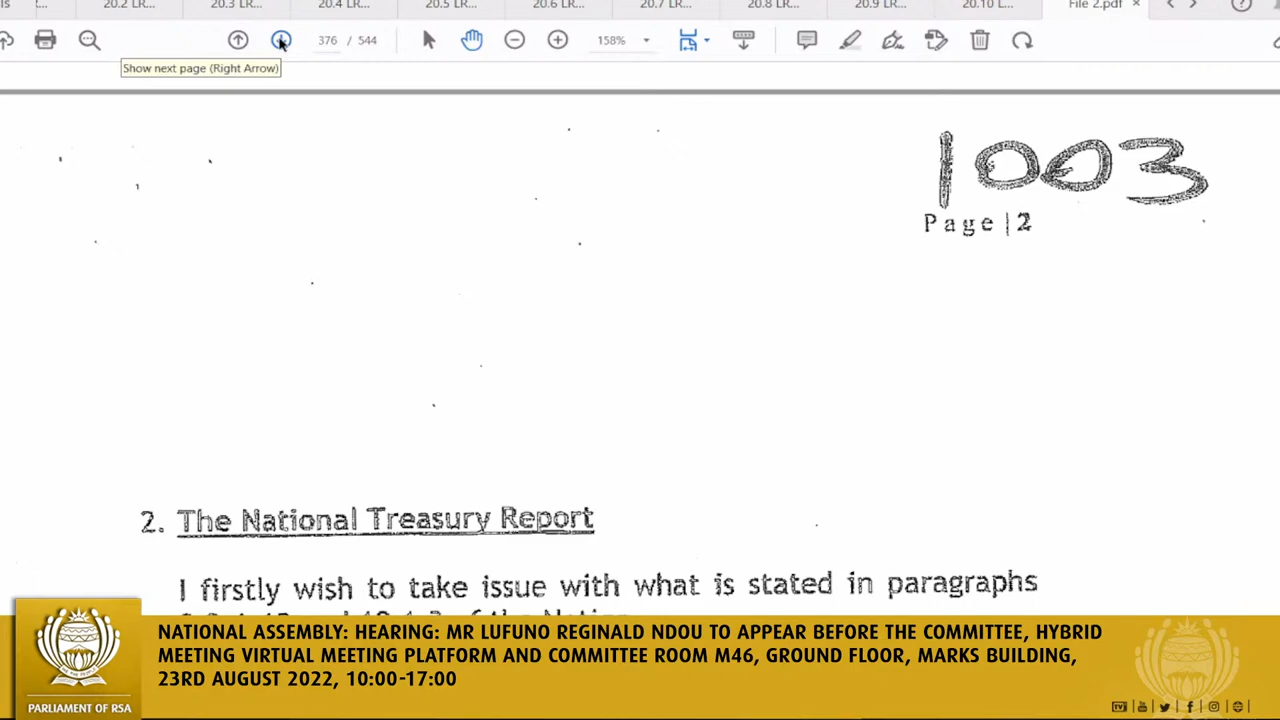 20.2 LR...
20.3 LR...
20.4 LR...
20.5 LR...
20.6 LR...
20.7 LR...
20.8 LR...
20.9 LR...
20.10 L...
File 2.pdf
376 / 544
158%
Show next page (Right Arrow)
1003
Page|2
2. The National Treasury Report
I firstly wish to take issue with what is stated in paragraphs
NATIONAL ASSEMBLY: HEARING: MR LUFUNO REGINALD NDOU TO APPEAR BEFORE THE COMMITTEE, HYBRID
MEETING VIRTUAL MEETING PLATFORM AND COMMITTEE ROOM M46, GROUND FLOOR, MARKS BUILDING,
23RD AUGUST 2022, 10:00-17:00
PARLIAMENT OF RSA